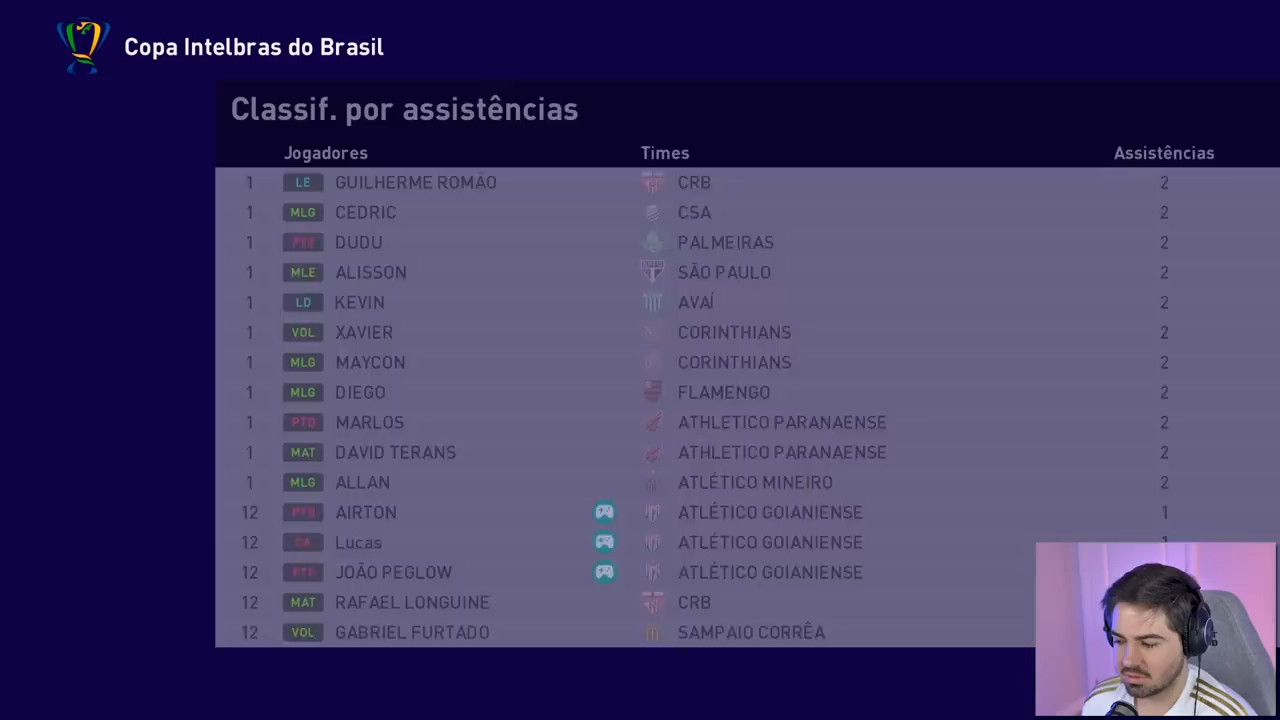 Copa Intelbras do Brasil
Classif. por assistências
Jogadores Times Assistências
1 LE GUILHERME ROMÃO CRB 2
1 MLG CEDRIC CSA 2
1 DUDU PALMEIRAS 2
1 MLE ALISSON SÃO PAULO 2
1 LD KEVIN AVAÍ 2
1 VOL XAVIER CORINTHIANS 2
1 MLG MAYCON CORINTHIANS 2
1 MLG DIEGO FLAMENGO 2
1 PTD MARLOS ATHLETICO PARANAENSE 2
1 MAT DAVID TERANS ATHLETICO PARANAENSE 2
1 MLG ALLAN ATLÉTICO MINEIRO 2
12 AIRTON ATLÉTICO GOIANIENSE 1
12 CA Lucas ATLÉTICO GOIANIENSE
12 JOÃO PEGLOW ATLÉTICO GOIANIENSE
12 MAT RAFAEL LONGUINE CRB
12 VOL GABRIEL FURTADO SAMPAIO CORRÊA